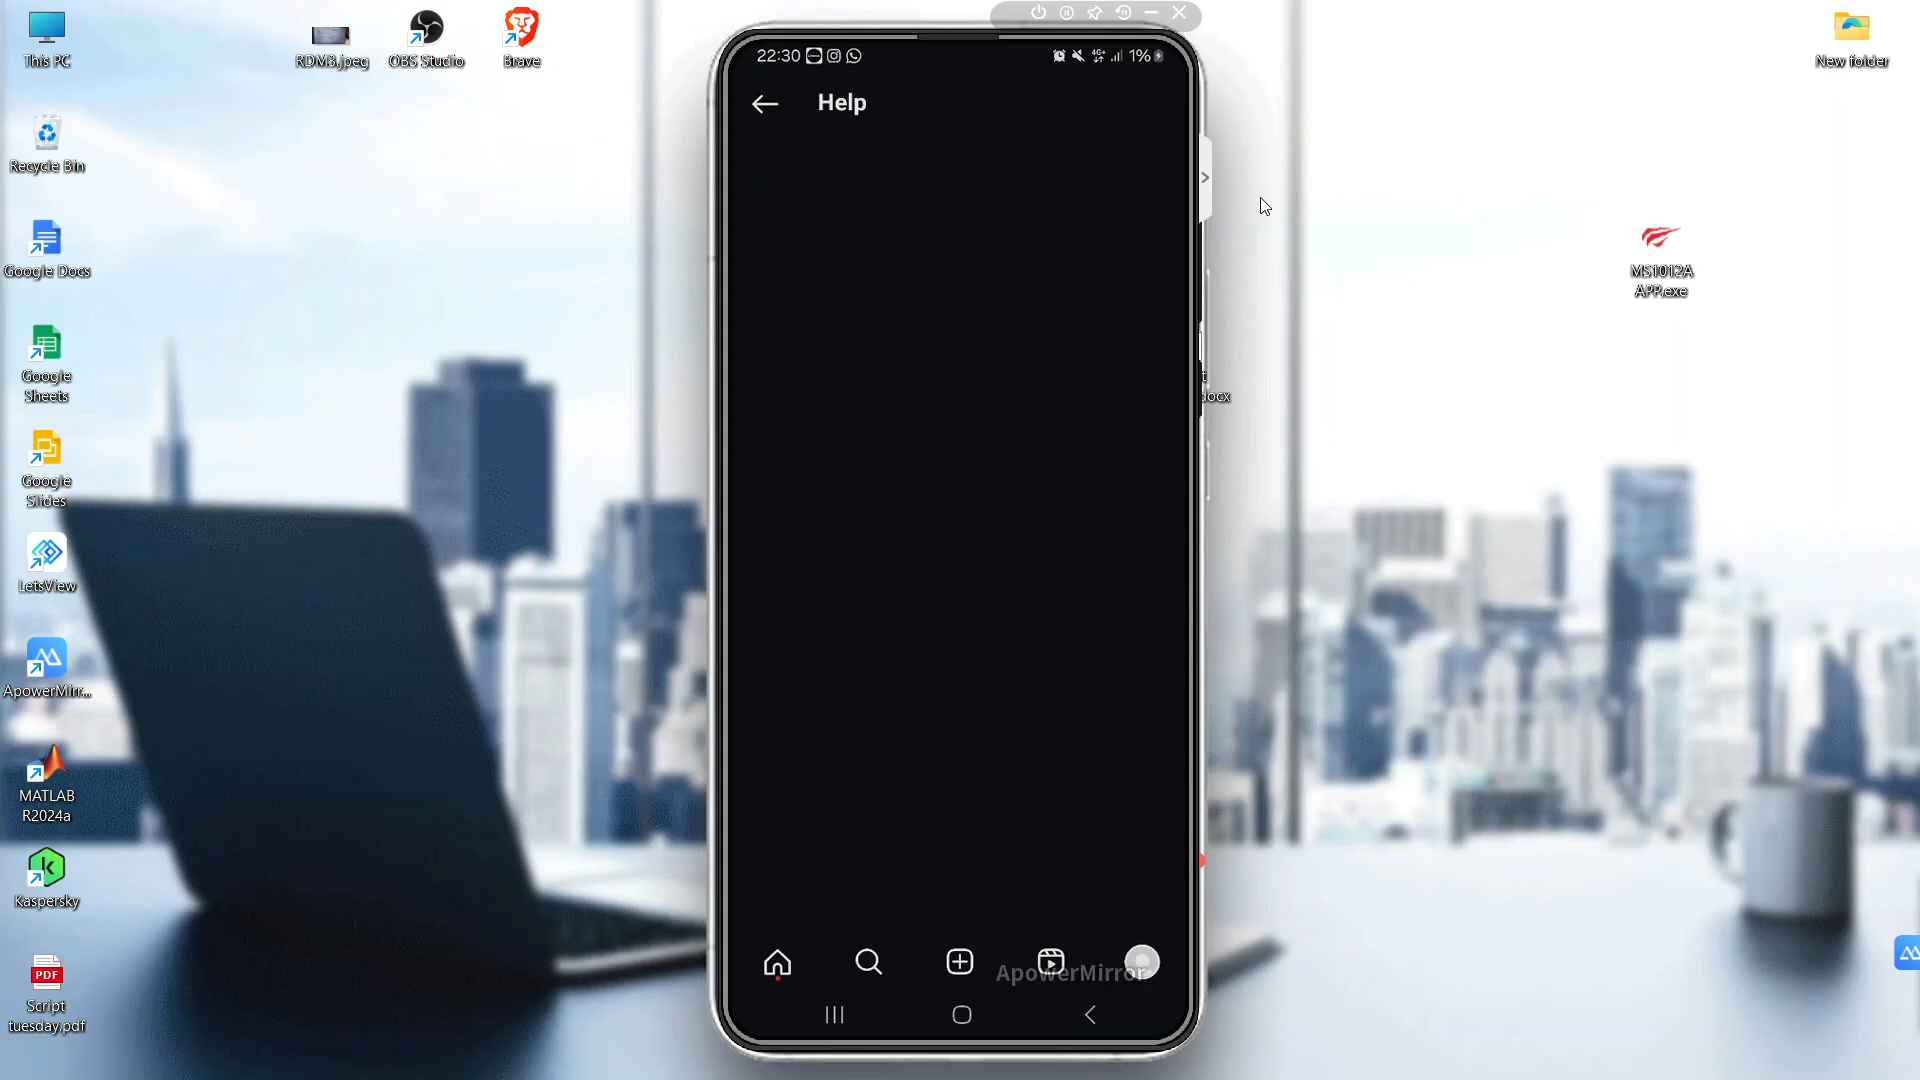 This PC
RDM3.jpeg
OBS Studio
Brave
New folder
22:30
4G+
1%
Help
Recycle Bin
Google Docs
MS1012A
APP.exe
Google
Sheets
docx
Google
Slides
LetsView
ApowerMirr...
MATLAB
R2024a
Kaspersky
PDF
Script
tuesday.pdf
ApowerMirror